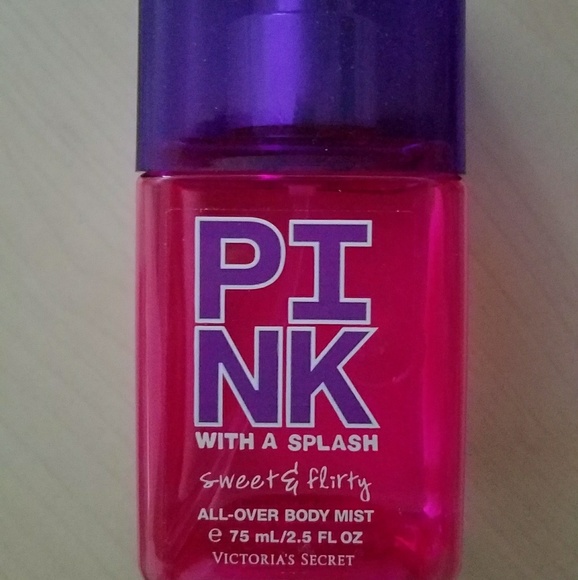 PI
NK
WITH A SPLASH
sweet & flirty
ALL-OVER BODY MIST
℮ 75 mL/2.5 FL OZ
VICTORIA'S SECRET